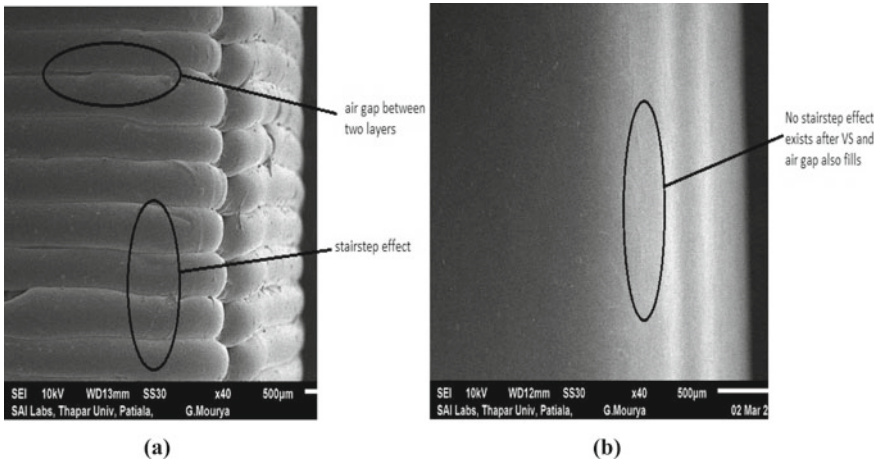 air gap between
two layers
stairstep effect
SEI 10kV WD13mm SS30 x40 500µm
SAI Labs, Thapar Univ, Patiala, G.Mourya
(a)
No stairstep effect
exists after VS and
air gap also fills
SEI 10kV WD12mm SS30 x40 500µm
SAI Labs, Thapar Univ, Patiala, G.Mourya 02 Mar 2
(b)